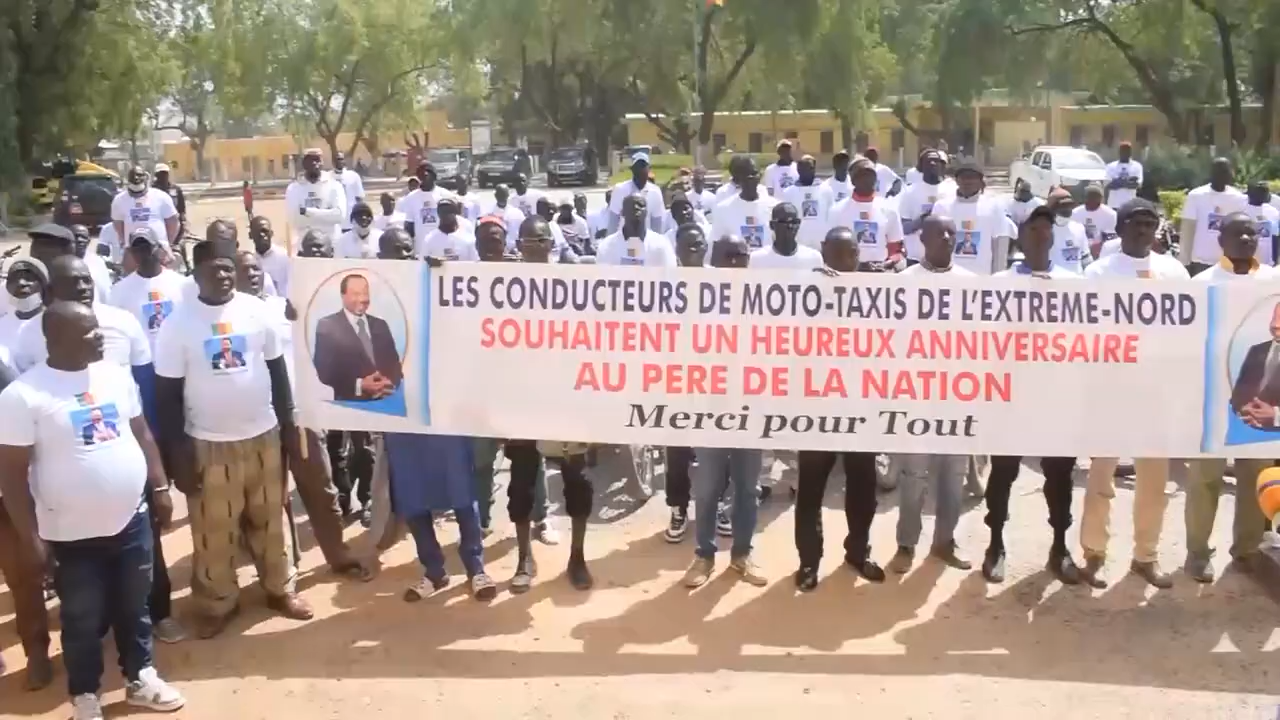 LES CONDUCTEURS DE MOTO-TAXIS DE L'EXTREME-NORD
SOUHAITENT UN HEUREUX ANNIVERSAIRE
AU PERE DE LA NATION
Merci pour Tout